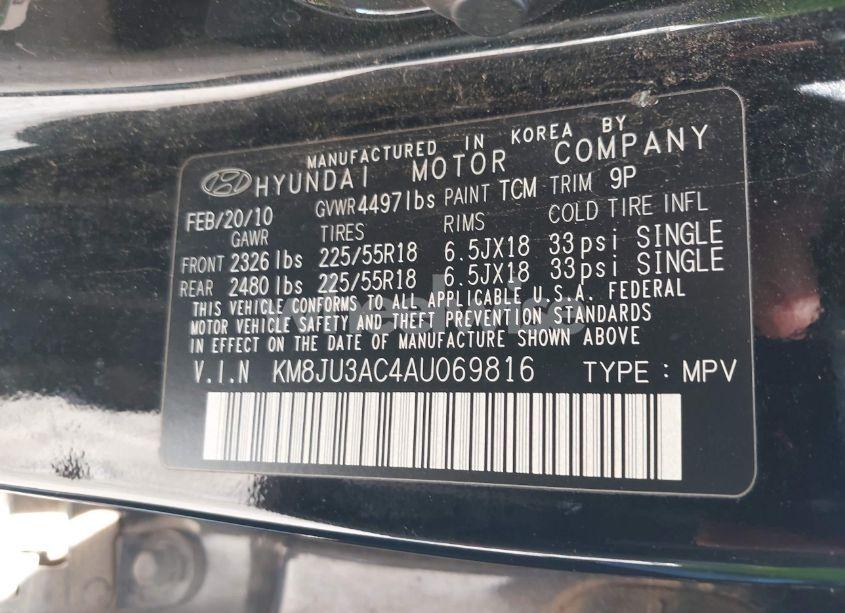 MANUFACTURED IN KOREA BY
HYUNDAI MOTOR COMPANY
FEB/20/10 GVWR 4497lbs PAINT TCM TRIM 9P
GAWR TIRES RIMS COLD TIRE INFL
FRONT 2326 lbs 225/55R18 6.5JX18 33psi SINGLE
REAR 2480 lbs 225/55R18 6.5JX18 33psi SINGLE
THIS VEHICLE CONFORMS TO ALL APPLICABLE U.S.A. FEDERAL
MOTOR VEHICLE SAFETY AND THEFT PREVENTION STANDARDS
IN EFFECT ON THE DATE OF MANUFACTURE SHOWN ABOVE
V.I.N KM8JU3AC4AU069816 TYPE : MPV